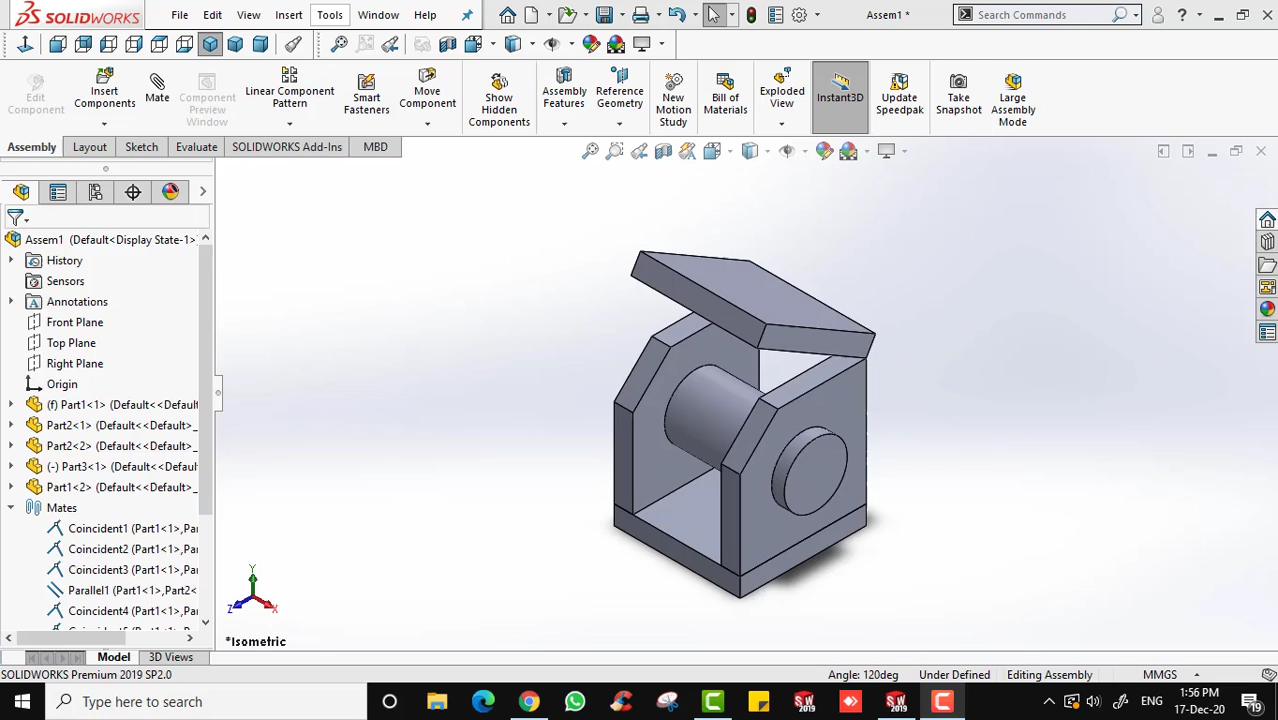 SOLIDWORKS File Edit View Insert Tools Window Help Assem1 * Search Commands ?
Edit Component
Insert Components
Mate
Component Preview Window
Linear Component Pattern
Smart Fasteners
Move Component
Show Hidden Components
Assembly Features
Reference Geometry
New Motion Study
Bill of Materials
Exploded View
Instant3D
Update Speedpak
Take Snapshot
Large Assembly Mode
Assembly Layout Sketch Evaluate SOLIDWORKS Add-Ins MBD
Assem1 (Default<Display State-1>
History
Sensors
Annotations
Front Plane
Top Plane
Right Plane
Origin
(f) Part1<1> (Default<<Default
Part2<1> (Default<<Default>_
Part2<2> (Default<<Default>_
(-) Part3<1> (Default<<Defaul
Part1<2> (Default<<Default>_
Mates
Coincident1 (Part1<1>,Par
Coincident2 (Part1<1>,Par
Coincident3 (Part1<1>,Par
Parallel1 (Part1<1>,Part2<
Coincident4 (Part1<1>,Par
Y
Z X
*Isometric
Model 3D Views
SOLIDWORKS Premium 2019 SP2.0 Angle: 120deg Under Defined Editing Assembly MMGS
Type here to search ENG 1:56 PM
17-Dec-20 19